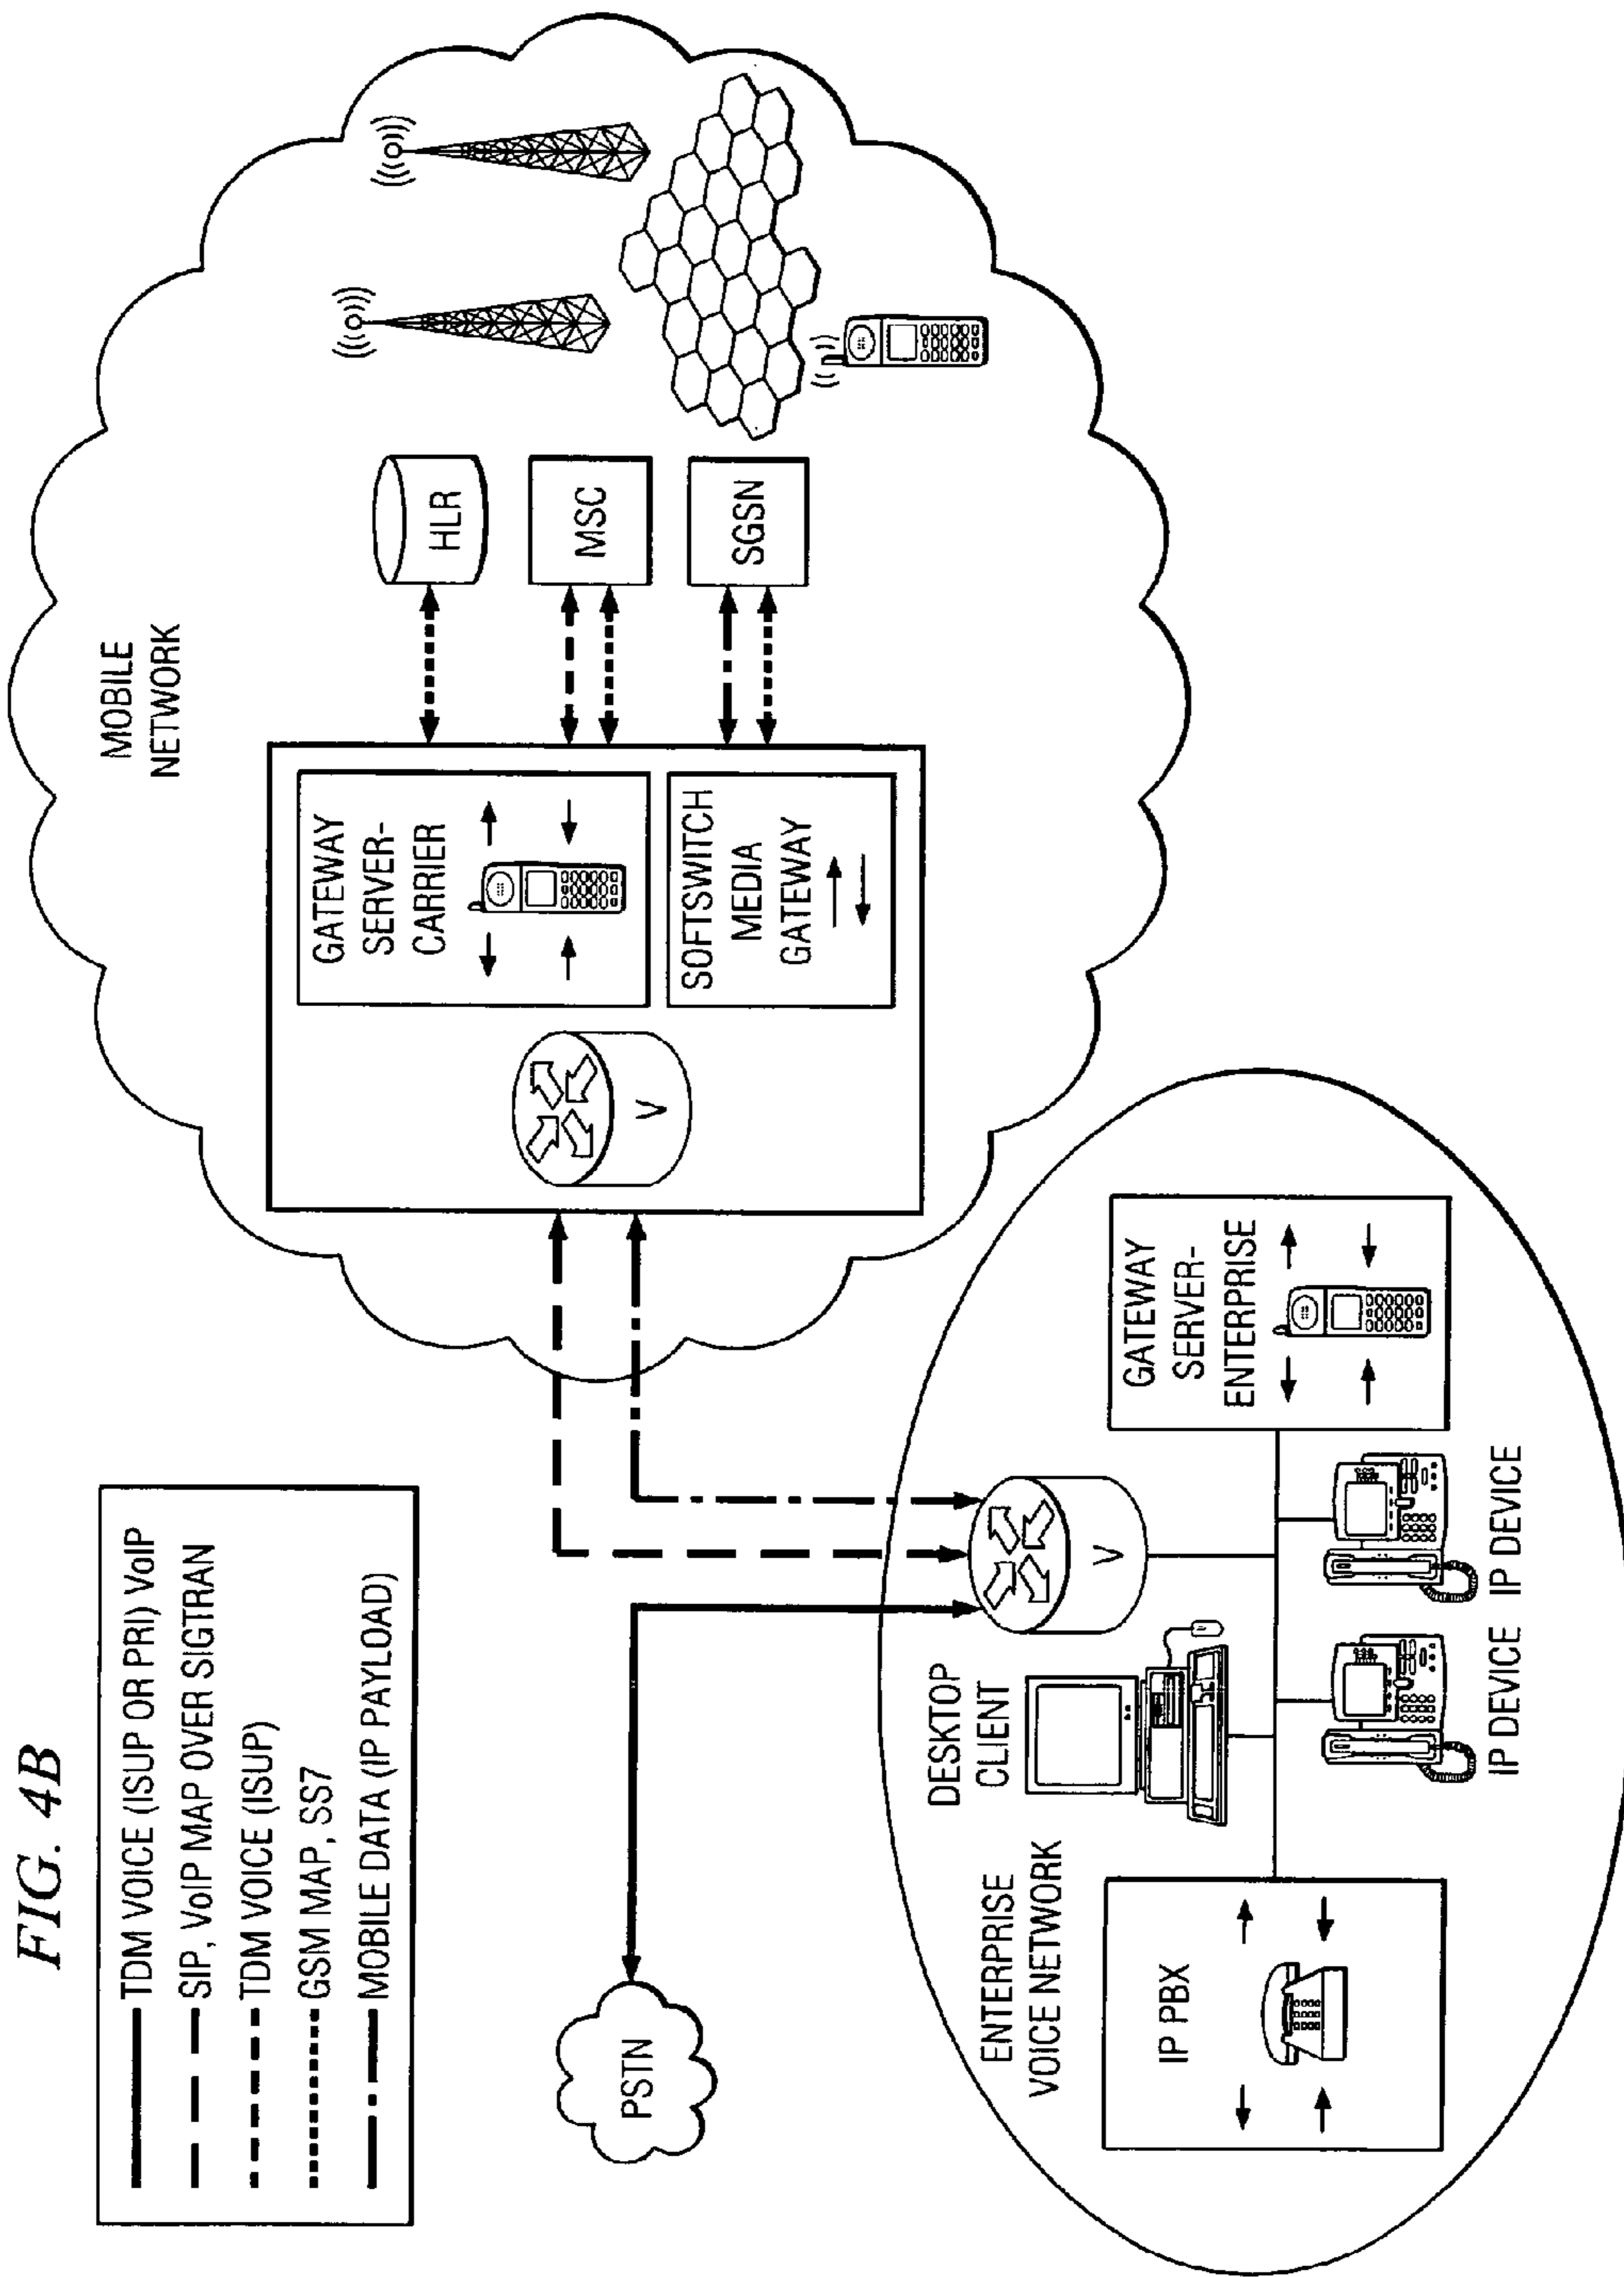 FIG. 4B
TDM VOICE (ISUP OR PRI) VoIP
SIP, VoIP MAP OVER SIGTRAN
TDM VOICE (ISUP)
GSM MAP, SS7
MOBILE DATA (IP PAYLOAD)
MOBILE
NETWORK
GATEWAY
SERVER-
CARRIER
SOFTSWITCH
MEDIA
GATEWAY
V
HLR
MSC
SGSN
PSTN
ENTERPRISE
VOICE NETWORK
DESKTOP
CLIENT
V
IP PBX
GATEWAY
SERVER-
ENTERPRISE
IP DEVICE
IP DEVICE